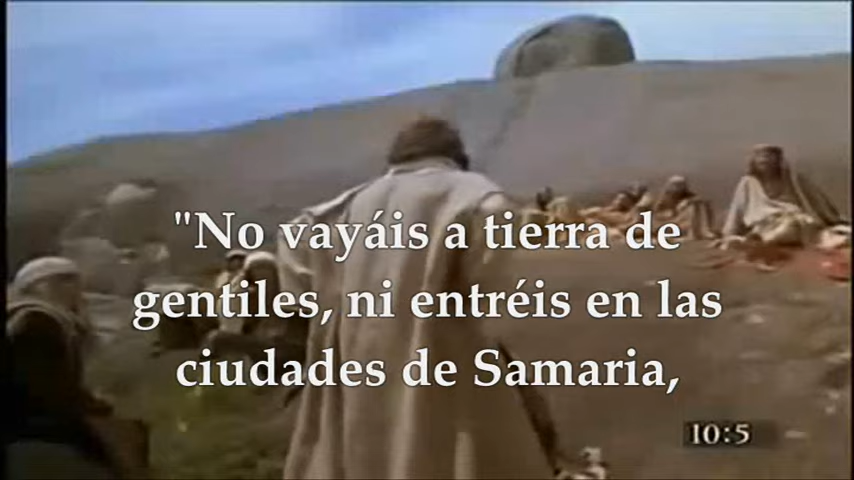 "No vayáis a tierra de
gentiles, ni entréis en las
ciudades de Samaria,
10:5